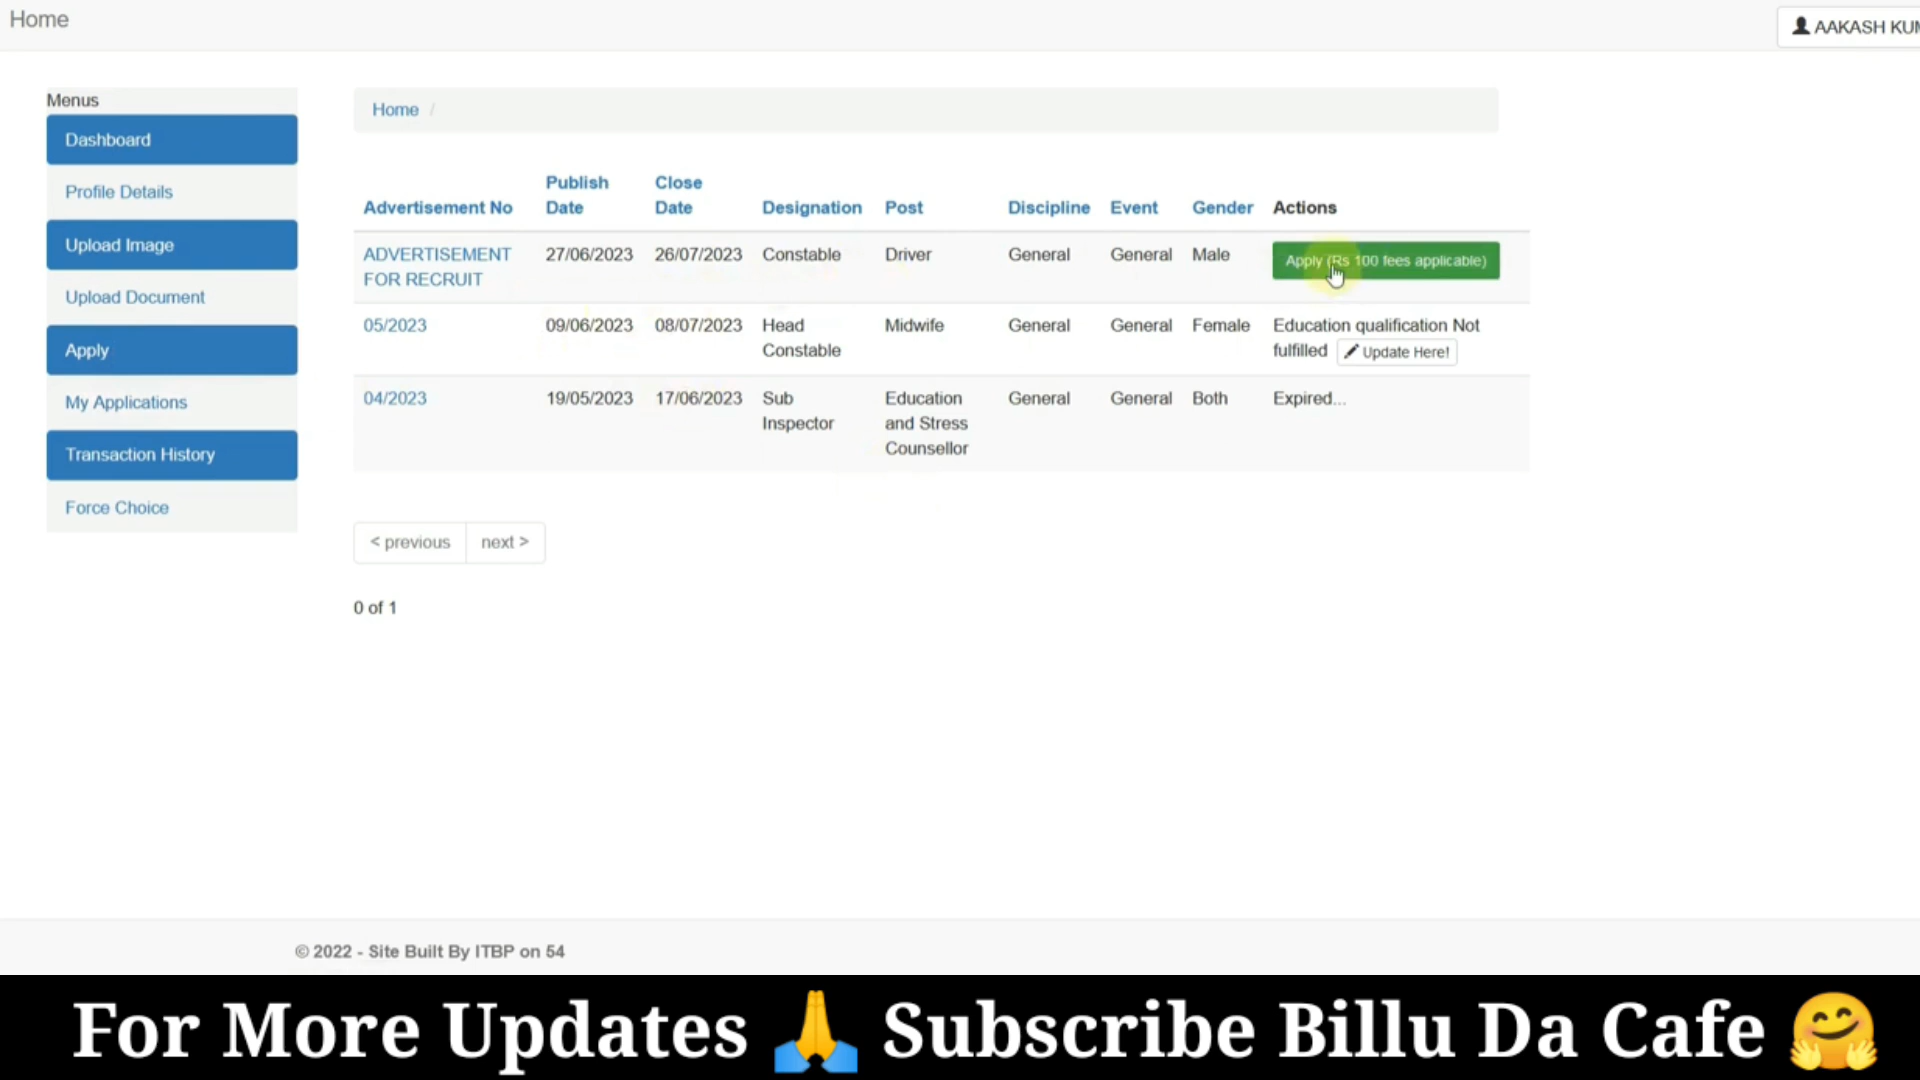 Home
AAKASH KUM
Menus
Dashboard
Profile Details
Upload Image
Upload Document
Apply
My Applications
Transaction History
Force Choice
Home /
Advertisement No Publish Date Close Date Designation Post Discipline Event Gender Actions
ADVERTISEMENT FOR RECRUIT 27/06/2023 26/07/2023 Constable Driver General General Male Apply (Rs 100 fees applicable)
05/2023 09/06/2023 08/07/2023 Head Constable Midwife General General Female Education qualification Not fulfilled Update Here!
04/2023 19/05/2023 17/06/2023 Sub Inspector Education and Stress Counsellor General General Both Expired...
< previous next >
0 of 1
© 2022 - Site Built By ITBP on 54
For More Updates 🙏 Subscribe Billu Da Cafe 🤗